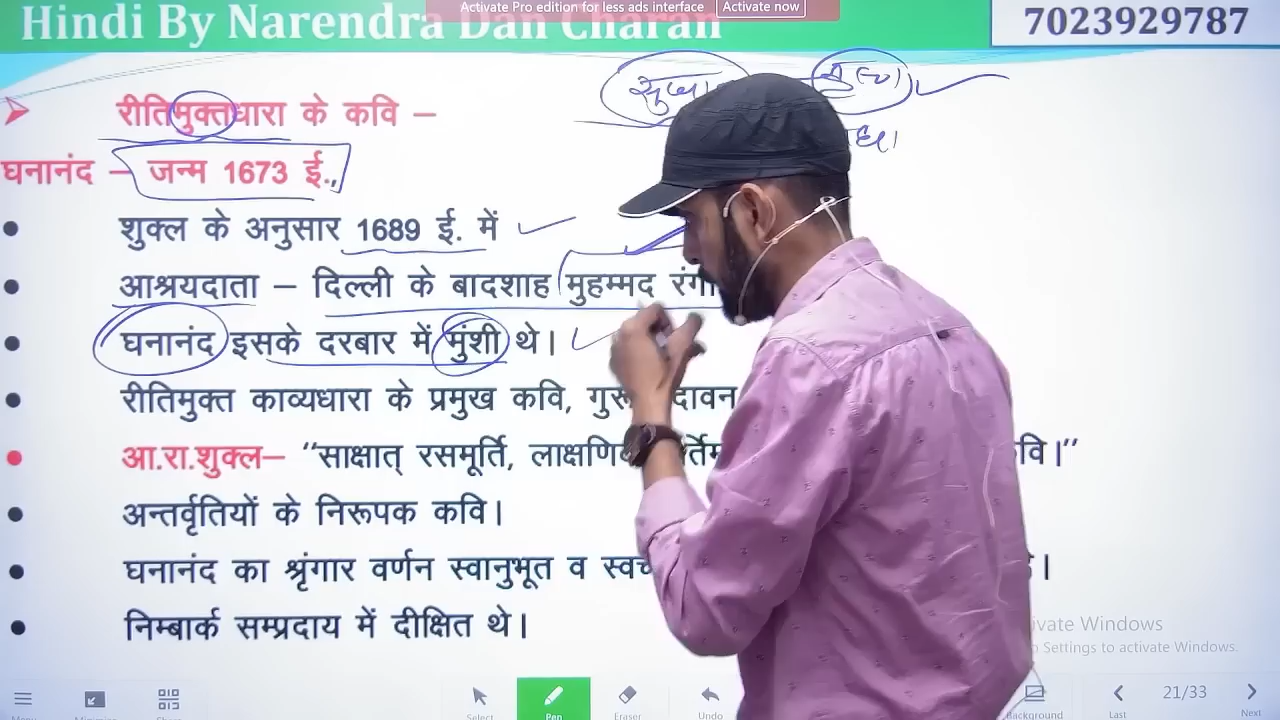 Activate Pro edition for less ads interface Activate now
Hindi By Narendra Dan Charan
7023929787
रीतिमुक्तधारा के कवि –
घनानंद – जन्म 1673 ई.,
शुक्ल के अनुसार 1689 ई. में
आश्रयदाता – दिल्ली के बादशाह मुहम्मद
घनानंद इसके दरबार में मुंशी थे।
रीतिमुक्त काव्यधारा के प्रमुख कवि,
आ.रा.शुक्ल– “साक्षात् रसमूर्ति,
अन्तर्वृतियों के निरूपक कवि।
घनानंद का श्रृंगार वर्णन स्वानुभूत व
निम्बार्क सम्प्रदाय में दीक्षित थे।
Windows
Settings to activate Windows.
Select Pen Eraser Undo Background Last 21/33 Next